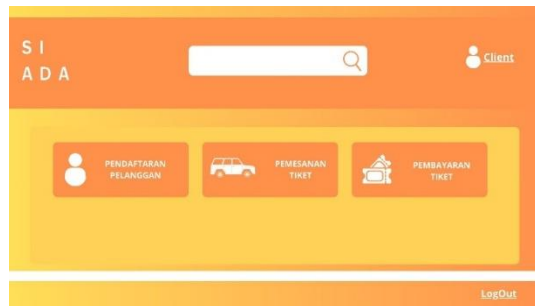 S I
A D A
Client
PENDAFTARAN
PELANGGAN
PEMESANAN
TIKET
PEMBAYARAN
TIKET
LogOut